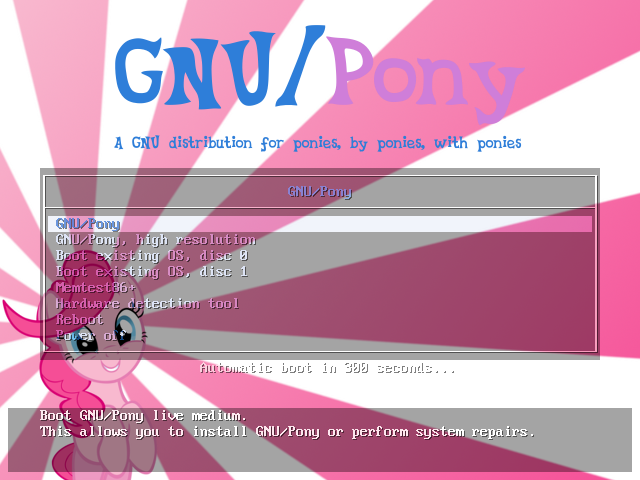 GNU/Pony
A GNU distribution for ponies, by ponies, with ponies
GNU/Pony
GNU/Pony
GNU/Pony, high resolution
Boot existing OS, disc 0
Boot existing OS, disc 1
Memtest86+
Hardware detection tool
Reboot
Power off
Automatic boot in 300 seconds...
Boot GNU/Pony live medium.
This allows you to install GNU/Pony or perform system repairs.